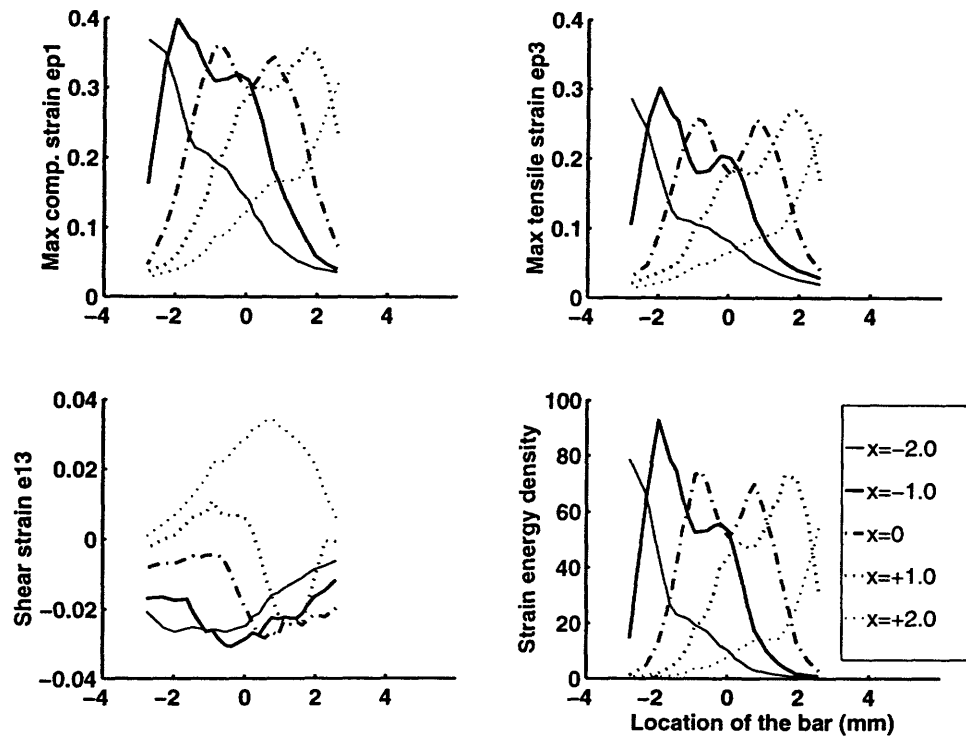 Max comp. strain ep1
0.4
0.3
0.2
0.1
0
−4 −2 0 2 4
Max tensile strain ep3
0.4
0.3
0.2
0.1
0
−4 −2 0 2 4
Shear strain e13
0.04
0.02
0
−0.02
−0.04
−4 −2 0 2 4
Strain energy density
100
80
60
40
20
0
−4 −2 0 2 4
Location of the bar (mm)
x=−2.0
x=−1.0
x=0
x=+1.0
x=+2.0